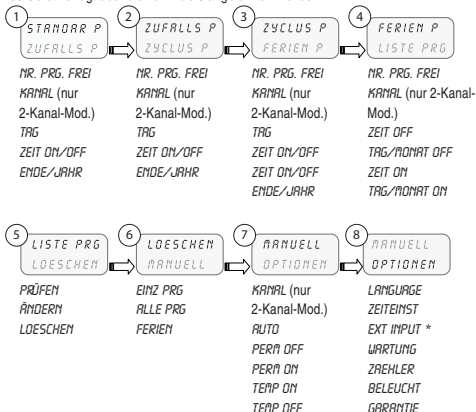 1 2 3 4
STANDAR P ZUFALLS P ZYCLUS P FERIEN P
ZUFALLS P ZYCLUS P FERIEN P LISTE PRG
NR. PRG. FREI NR. PRG. FREI NR. PRG. FREI NR. PRG. FREI
KANAL (nur KANAL (nur KANAL (nur KANAL (nur 2-Kanal-
2-Kanal-Mod.) 2-Kanal-Mod.) 2-Kanal-Mod.) Mod.)
TAG TAG TAG ZEIT OFF
ZEIT ON/OFF ZEIT ON/OFF ZEIT ON/OFF TAG/MONAT OFF
ENDE/JAHR ENDE/JAHR ZEIT ON/OFF ZEIT ON
ENDE/JAHR TAG/MONAT ON
5 6 7 8
LISTE PRG LOESCHEN MANUELL MANUELL
LOESCHEN MANUELL OPTIONEN OPTIONEN
PRÜFEN EINZ PRG KANAL (nur LANGUAGE
ÄNDERN ALLE PRG 2-Kanal-Mod.) ZEITEINST
LOESCHEN FERIEN AUTO EXT INPUT *
PERM OFF WARTUNG
PERM ON ZAEHLER
TEMP ON BELEUCHT
TEMP OFF GARANTIE